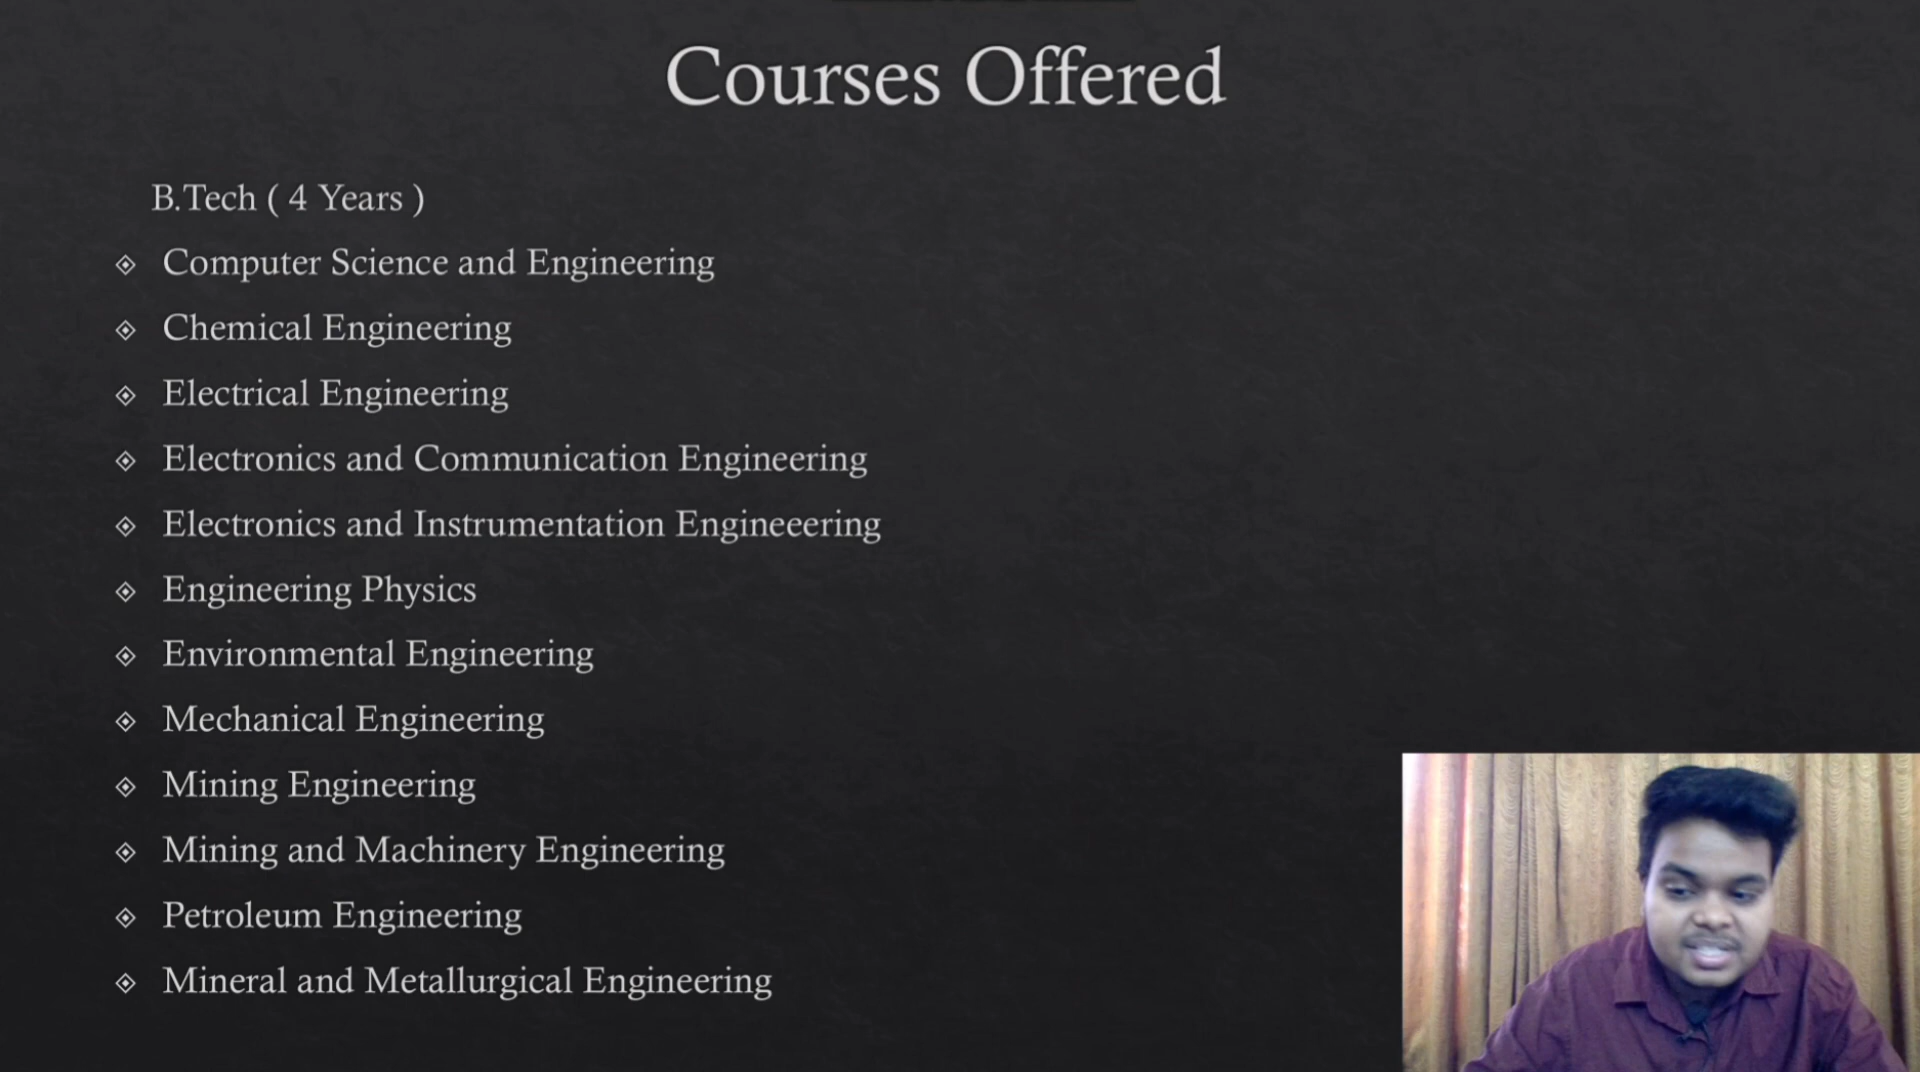 Courses Offered
B.Tech ( 4 Years )
Computer Science and Engineering
Chemical Engineering
Electrical Engineering
Electronics and Communication Engineering
Electronics and Instrumentation Engineeering
Engineering Physics
Environmental Engineering
Mechanical Engineering
Mining Engineering
Mining and Machinery Engineering
Petroleum Engineering
Mineral and Metallurgical Engineering